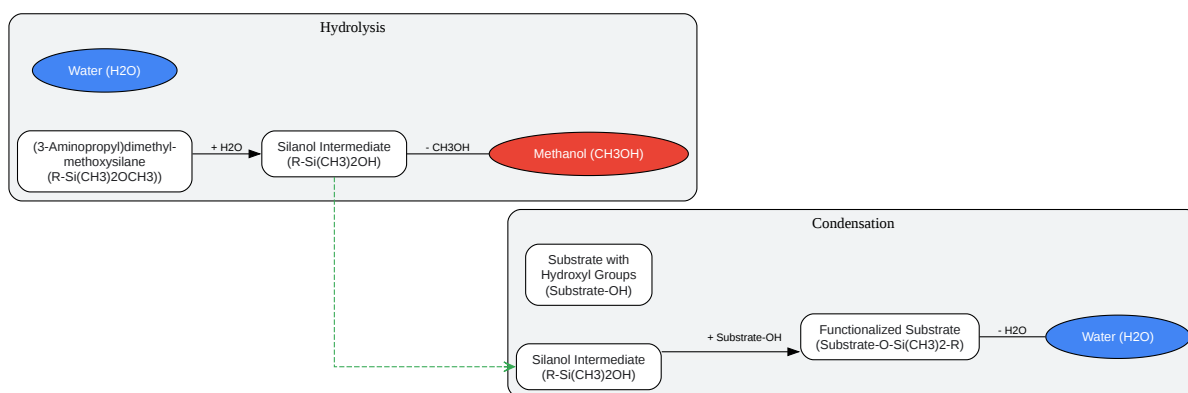 Hydrolysis
Water (H2O)
(3-Aminopropyl)dimethyl-
methoxysilane
(R-Si(CH3)2OCH3))
+ H2O
Silanol Intermediate
(R-Si(CH3)2OH)
- CH3OH
Methanol (CH3OH)
Condensation
Substrate with
Hydroxyl Groups
(Substrate-OH)
Silanol Intermediate
(R-Si(CH3)2OH)
+ Substrate-OH
Functionalized Substrate
(Substrate-O-Si(CH3)2-R)
- H2O
Water (H2O)